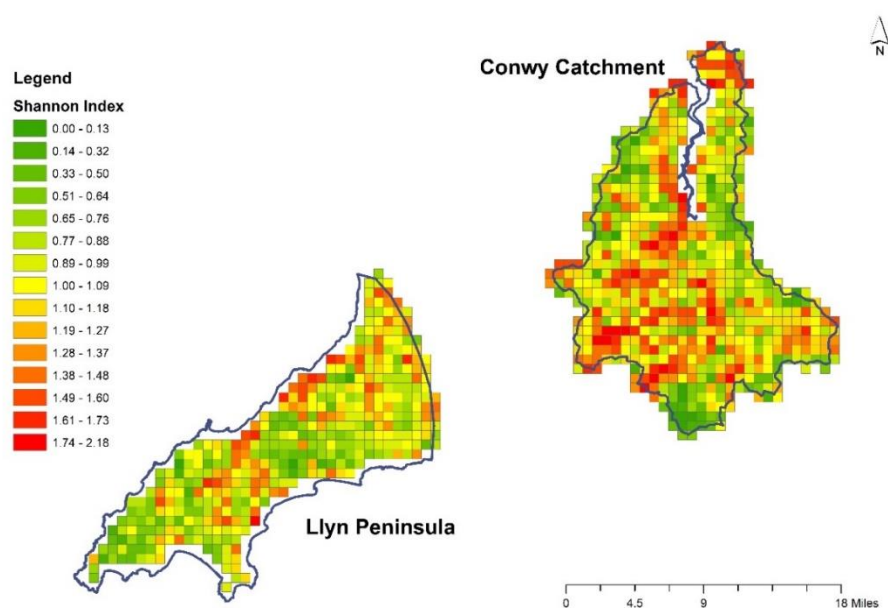 Conwy Catchment
N
Legend
Shannon Index
0.00 - 0.13
0.14 - 0.32
0.33 - 0.50
0.51 - 0.64
0.65 - 0.76
0.77 - 0.88
0.89 - 0.99
1.00 - 1.09
1.10 - 1.18
1.19 - 1.27
1.28 - 1.37
1.38 - 1.48
1.49 - 1.60
1.61 - 1.73
1.74 - 2.18
Llyn Peninsula
0 4.5 9 18 Miles